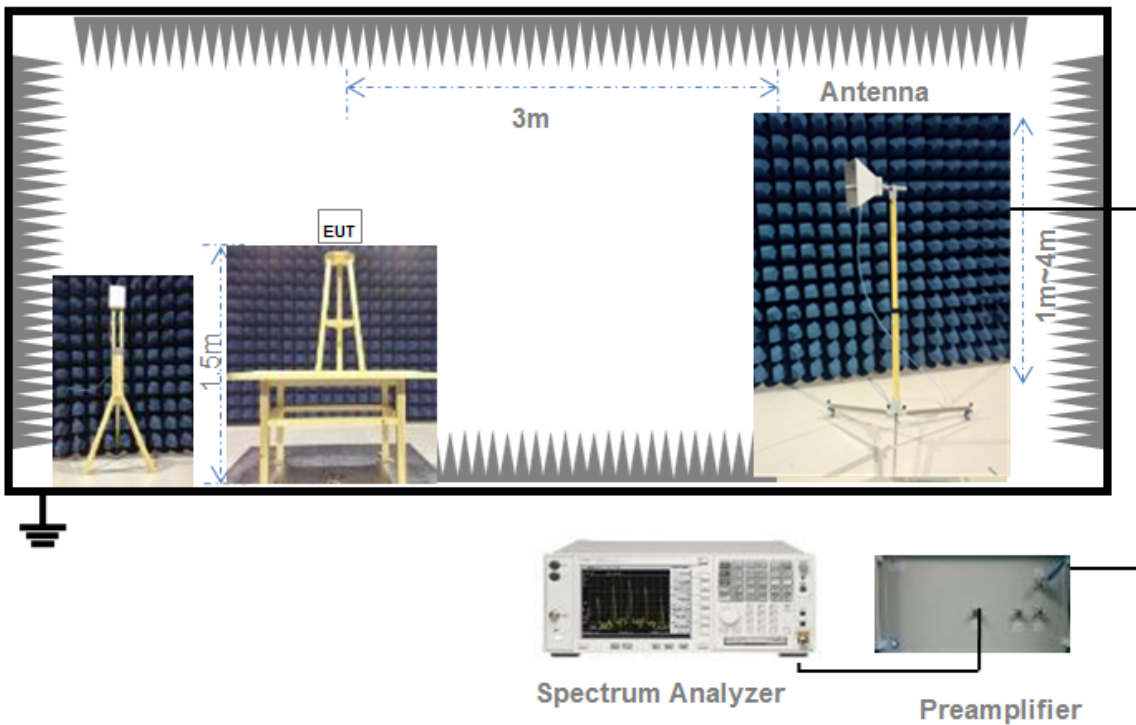 Antenna
3m
EUT
1.5m
1m~4m
Spectrum Analyzer
Preamplifier